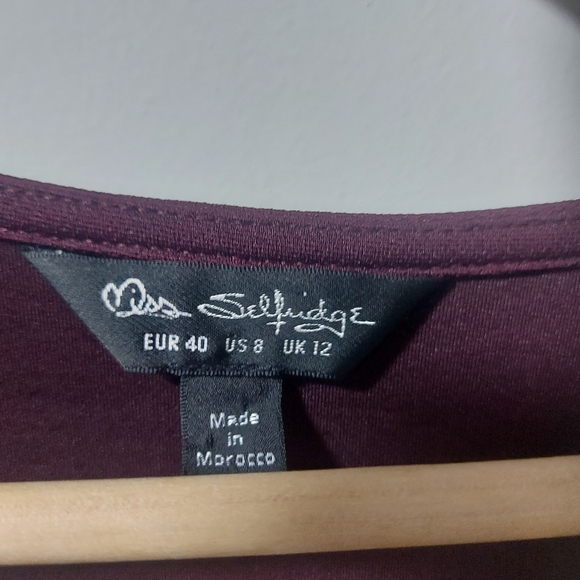 Miss Selfridge
EUR 40 US 8 UK 12
Made
in
Morocco